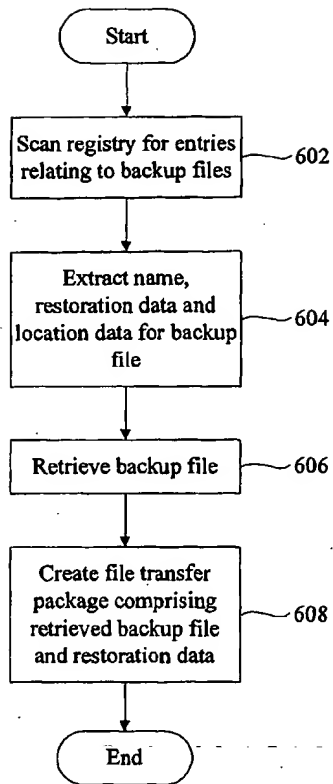 Start
Scan registry for entries
relating to backup files
602
Extract name,
restoration data and
location data for backup
file
604
Retrieve backup file
606
Create file transfer
package comprising
retrieved backup file
and restoration data
608
End